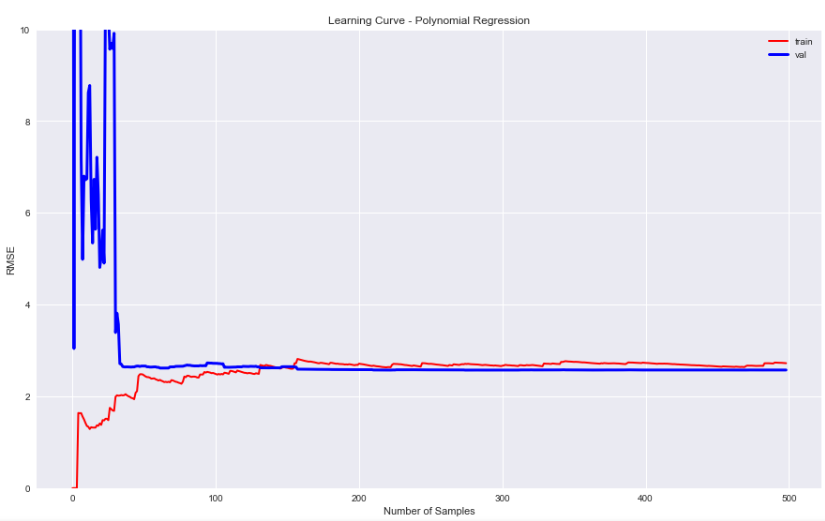 Learning Curve - Polynomial Regression
10
8
6
4
2
0
RMSE
train
val
0 100 200 300 400 500
Number of Samples